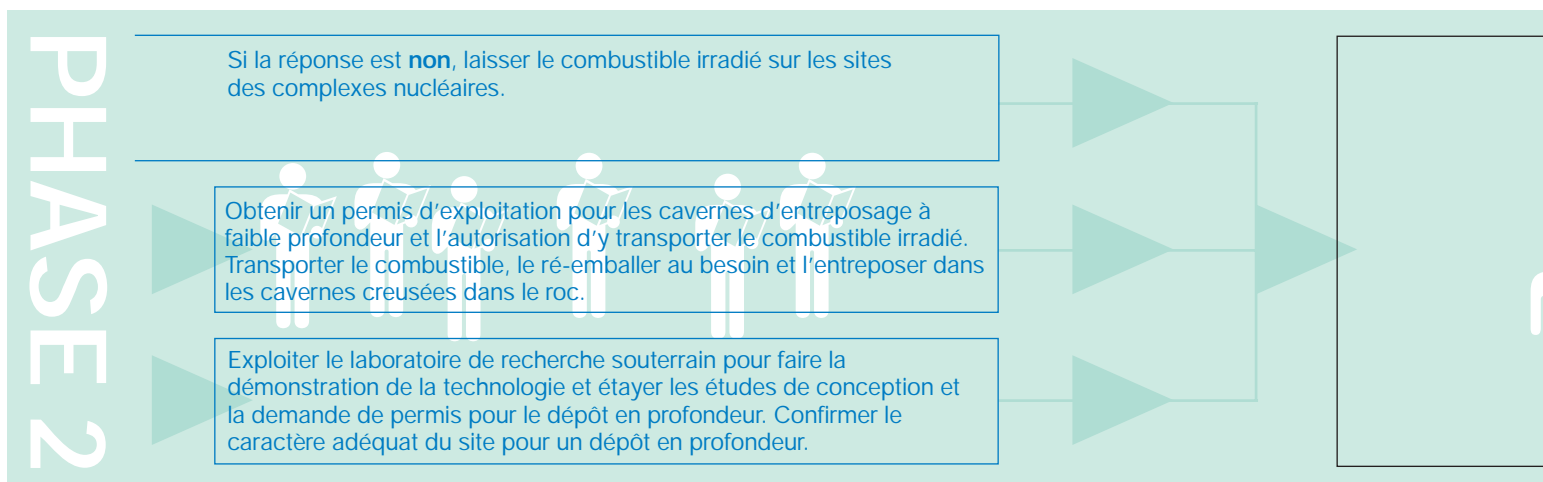 PHASE 2
Si la réponse est non, laisser le combustible irradié sur les sites
des complexes nucléaires.
Obtenir un permis d'exploitation pour les cavernes d'entreposage à
faible profondeur et l'autorisation d'y transporter le combustible irradié.
Transporter le combustible, le ré-emballer au besoin et l'entreposer dans
les cavernes creusées dans le roc.
Exploiter le laboratoire de recherche souterrain pour faire la
démonstration de la technologie et étayer les études de conception et
la demande de permis pour le dépôt en profondeur. Confirmer le
caractère adéquat du site pour un dépôt en profondeur.